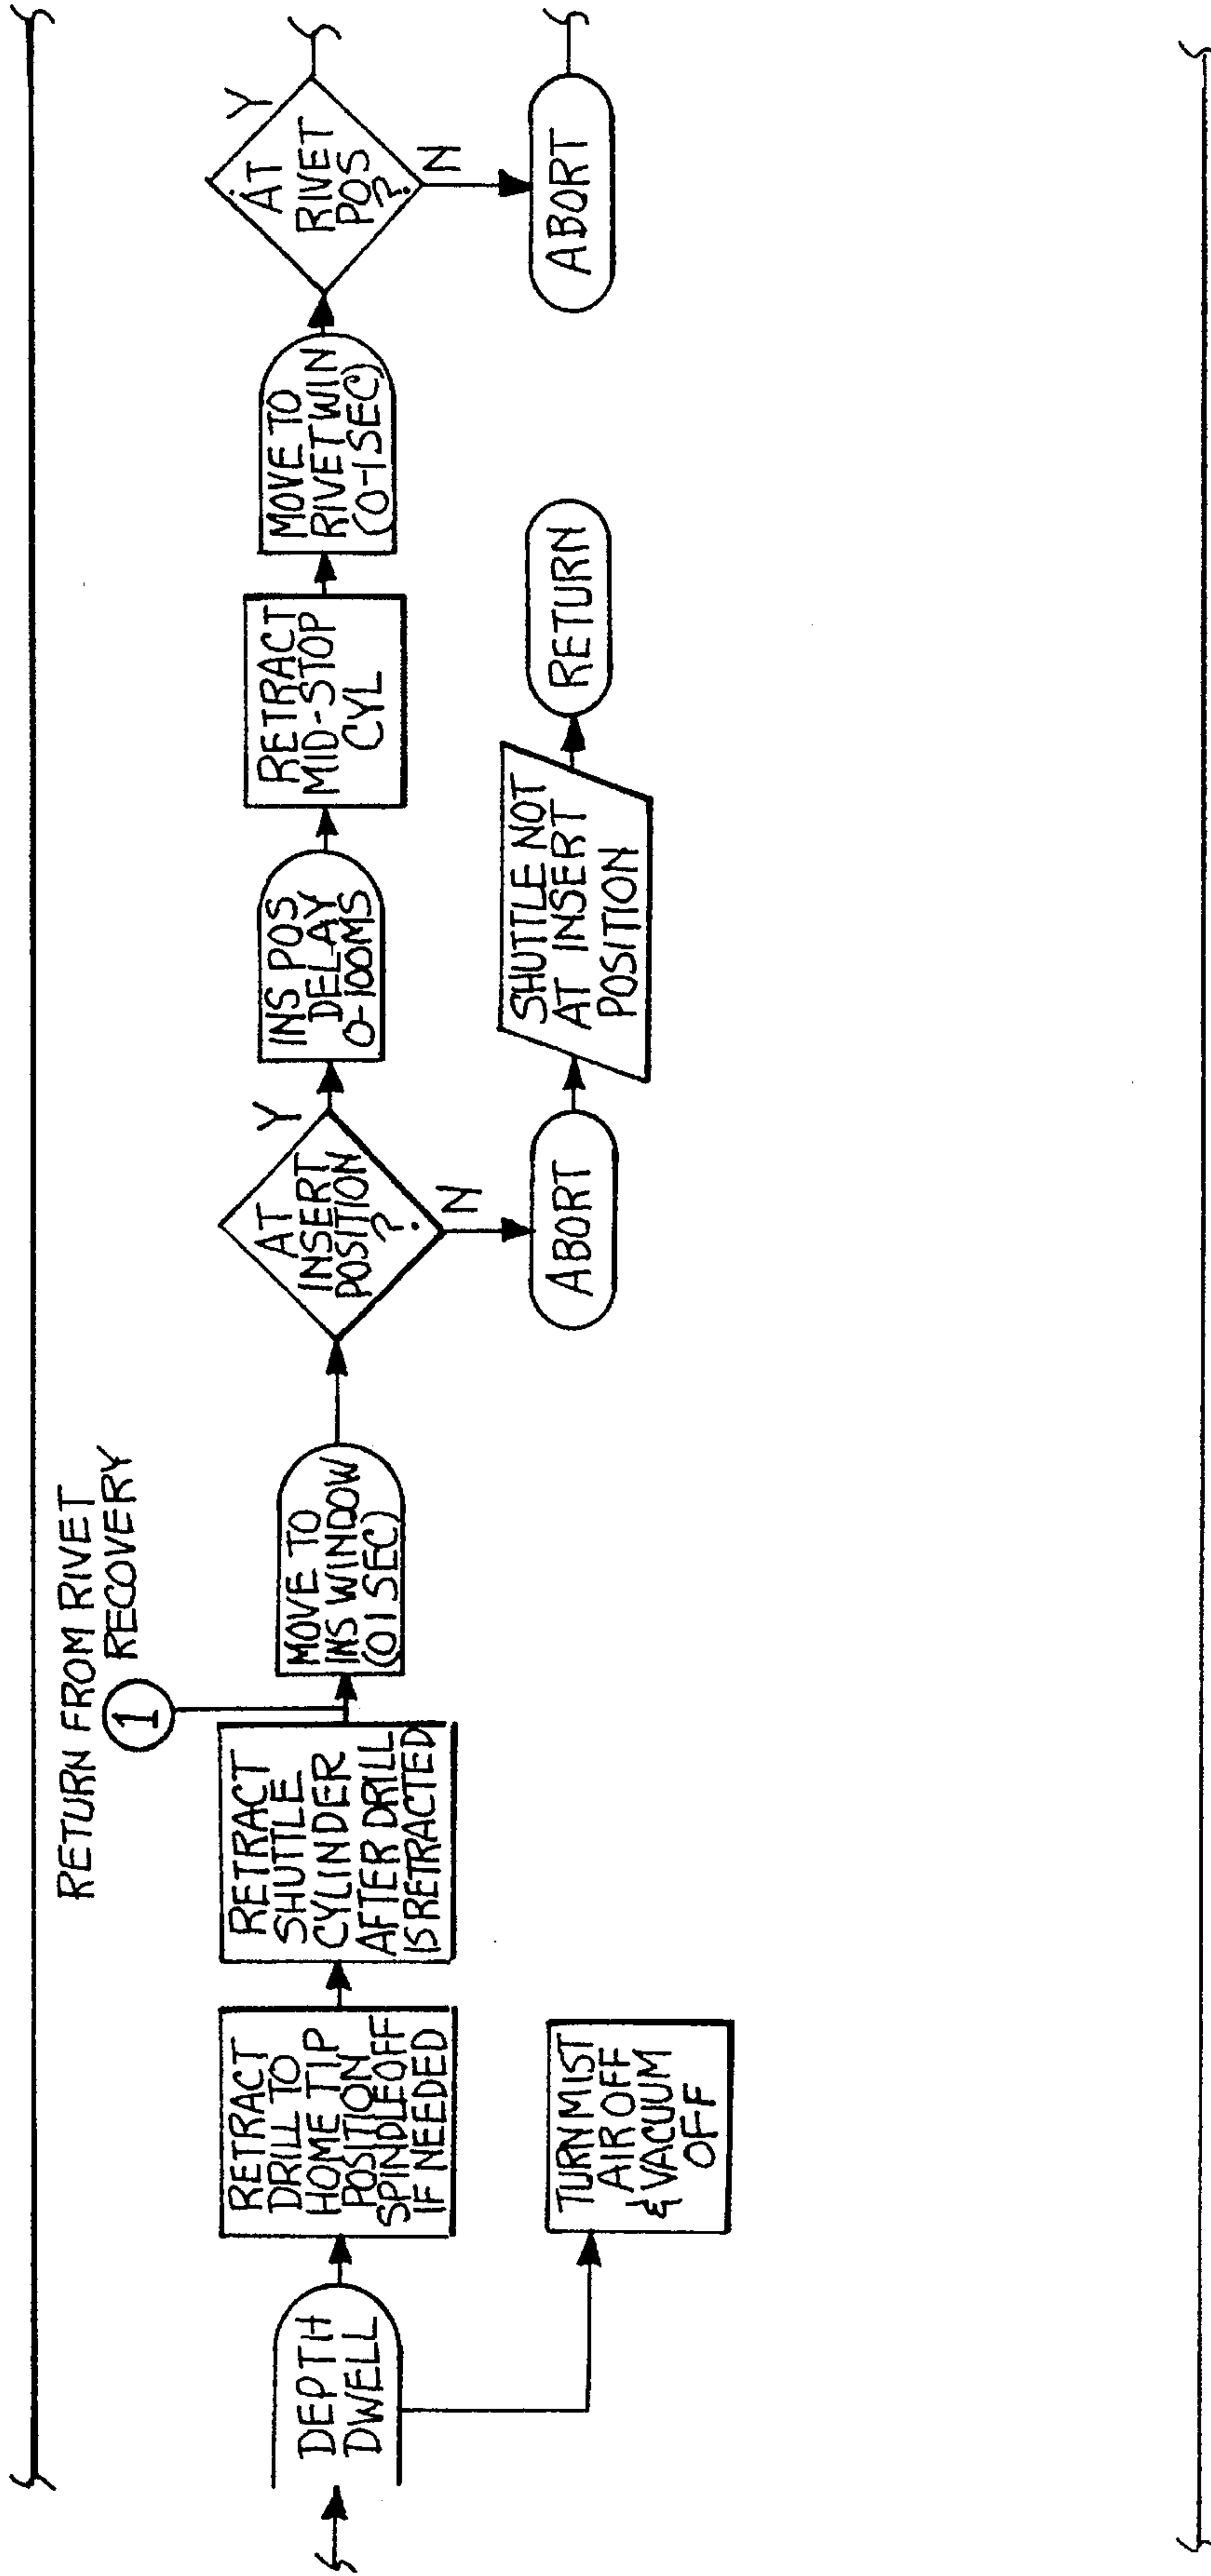 RETURN FROM RIVET
RECOVERY
1
DEPTH
DWELL
RETRACT
DRILL TO
HOME TIP
POSITION
SPINDLE OFF
IF NEEDED
RETRACT
SHUTTLE
CYLINDER
AFTER DRILL
IS RETRACTED
MOVE TO
INS WINDOW
(0 1 SEC)
AT
INSERT
POSITION
?
Y
N
INS POS
DELAY
0-100MS
RETRACT
MID-STOP
CYL
MOVE TO
RIVET WIN
(0-1 SEC)
AT
RIVET
POS
?
Y
N
TURN MIST
AIR OFF
& VACUUM
OFF
ABORT
SHUTTLE NOT
AT INSERT
POSITION
RETURN
ABORT